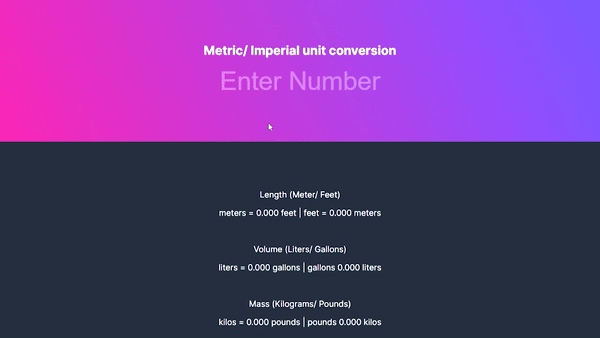 Metric/ Imperial unit conversion
Enter Number
Length (Meter/ Feet)
meters = 0.000 feet | feet = 0.000 meters
Volume (Liters/ Gallons)
liters = 0.000 gallons | gallons 0.000 liters
Mass (Kilograms/ Pounds)
kilos = 0.000 pounds | pounds 0.000 kilos